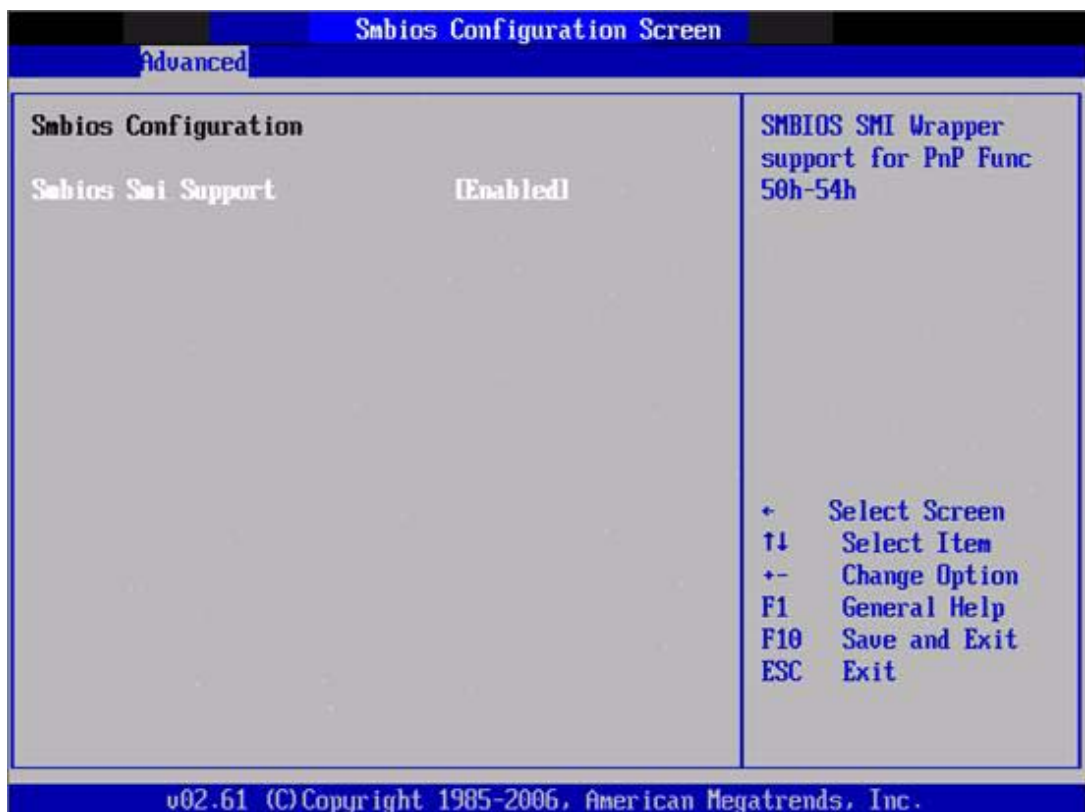 Smbios Configuration Screen
Advanced
Smbios Configuration
Smbios Smi Support [Enabled]
SMBIOS SMI Wrapper
support for PnP Func
50h-54h
← Select Screen
↑↓ Select Item
+- Change Option
F1 General Help
F10 Save and Exit
ESC Exit
v02.61 (C)Copyright 1985-2006, American Megatrends, Inc.